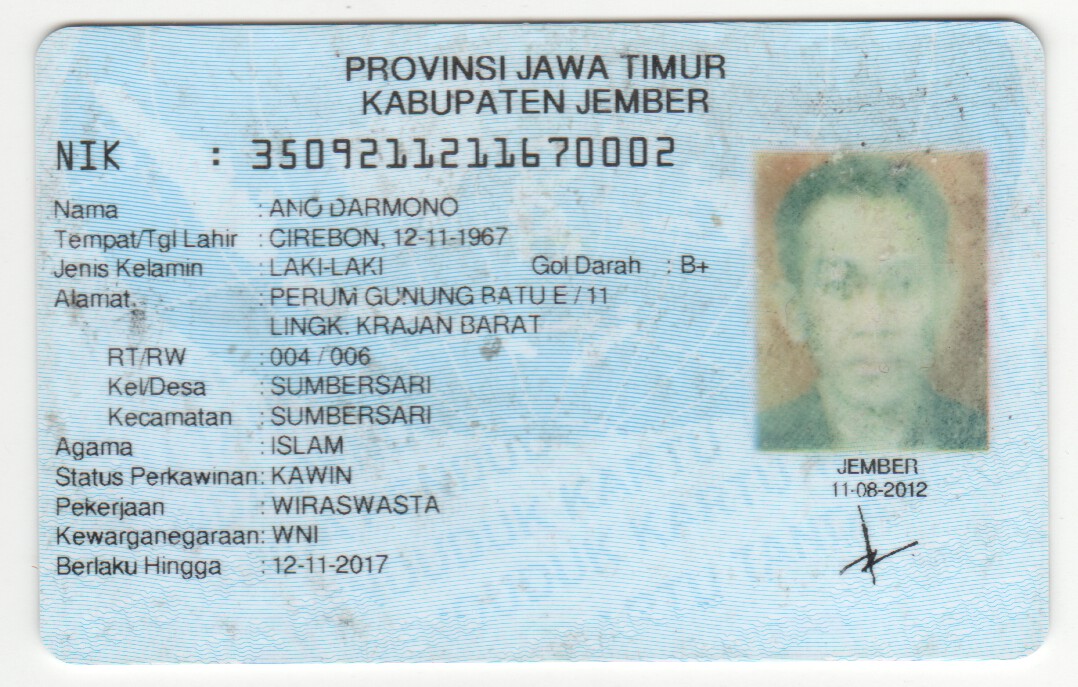 PROVINSI JAWA TIMUR
KABUPATEN JEMBER
NIK : 3509211211670002
Nama : ANG DARMONO
Tempat/Tgl Lahir : CIREBON, 12-11-1967
Jenis Kelamin : LAKI-LAKI Gol Darah : B+
Alamat : PERUM GUNUNG BATU E / 11
LINGK. KRAJAN BARAT
RT/RW : 004 / 006
Kel/Desa : SUMBERSARI
Kecamatan : SUMBERSARI
Agama : ISLAM
Status Perkawinan: KAWIN
Pekerjaan : WIRASWASTA
Kewarganegaraan: WNI
Berlaku Hingga : 12-11-2017
JEMBER
11-08-2012